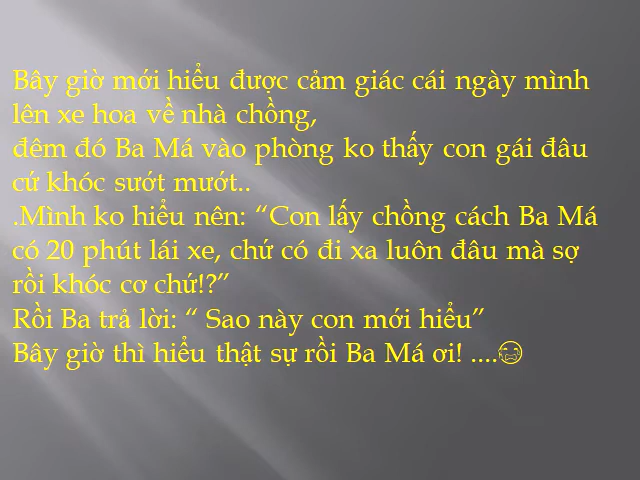 Bây giờ mới hiểu được cảm giác cái ngày mình
lên xe hoa về nhà chồng,
đêm đó Ba Má vào phòng ko thấy con gái đâu
cứ khóc sướt mướt..
.Mình ko hiểu nên: “Con lấy chồng cách Ba Má
có 20 phút lái xe, chứ có đi xa luôn đâu mà sợ
rồi khóc cơ chứ!?”
Rồi Ba trả lời: “ Sao này con mới hiểu”
Bây giờ thì hiểu thật sự rồi Ba Má ơi! ....😢